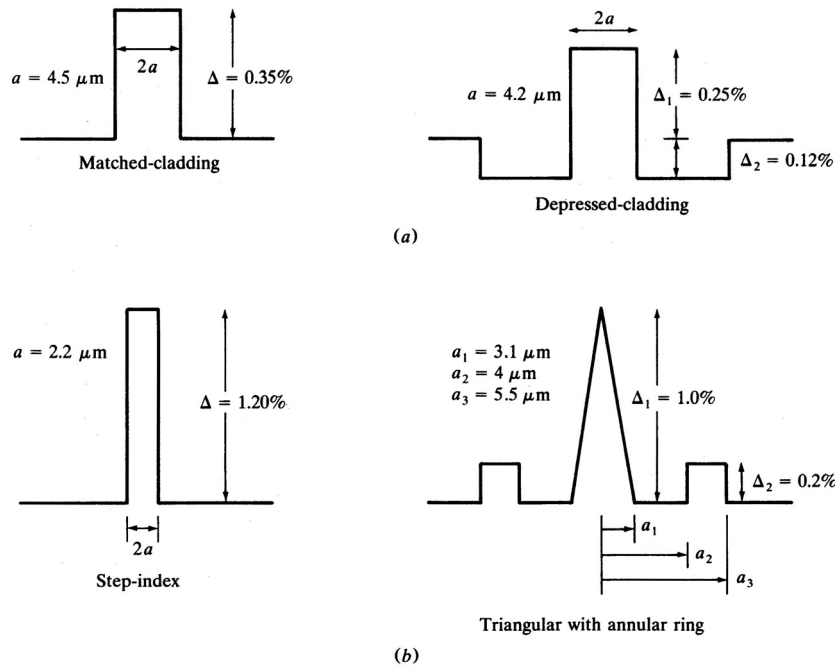 2a
a = 4.5 μm
2a
Δ = 0.35%
a = 4.2 μm
Δ₁ = 0.25%
Δ₂ = 0.12%
Matched-cladding
Depressed-cladding
(a)
a = 2.2 μm
Δ = 1.20%
a₁ = 3.1 μm
a₂ = 4 μm
a₃ = 5.5 μm
Δ₁ = 1.0%
Δ₂ = 0.2%
2a
a₁
a₂
a₃
Step-index
Triangular with annular ring
(b)